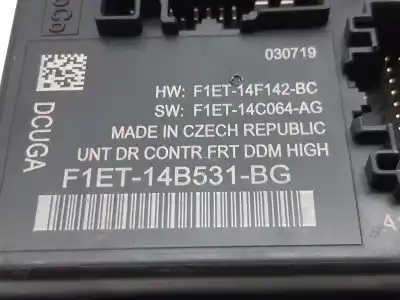 030719
HW: F1ET-14F142-BC
SW: F1ET-14C064-AG
MADE IN CZECH REPUBLIC
UNT DR CONTR FRT DDM HIGH
F1ET-14B531-BG
DCUGA